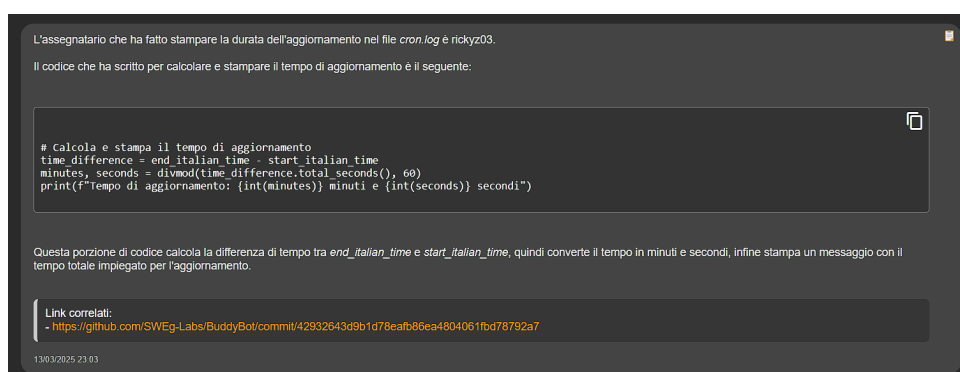 L'assegnatario che ha fatto stampare la durata dell'aggiornamento nel file cron.log è rickyz03.
Il codice che ha scritto per calcolare e stampare il tempo di aggiornamento è il seguente:
# Calcola e stampa il tempo di aggiornamento
time_difference = end_italian_time - start_italian_time
minutes, seconds = divmod(time_difference.total_seconds(), 60)
print(f"Tempo di aggiornamento: {int(minutes)} minuti e {int(seconds)} secondi")
Questa porzione di codice calcola la differenza di tempo tra end_italian_time e start_italian_time, quindi converte il tempo in minuti e secondi, infine stampa un messaggio con il
tempo totale impiegato per l'aggiornamento.
Link correlati:
- https://github.com/SWEg-Labs/BuddyBot/commit/42932643d9b1d78eafb86ea4804061fbd78792a7
13/03/2025 23:03